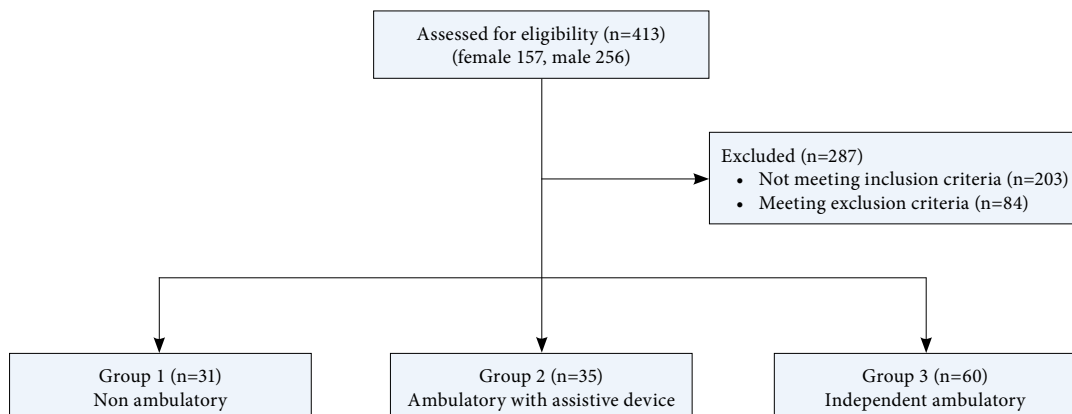 Assessed for eligibility (n=413)
(female 157, male 256)
Excluded (n=287)
• Not meeting inclusion criteria (n=203)
• Meeting exclusion criteria (n=84)
Group 1 (n=31)
Non ambulatory
Group 2 (n=35)
Ambulatory with assistive device
Group 3 (n=60)
Independent ambulatory